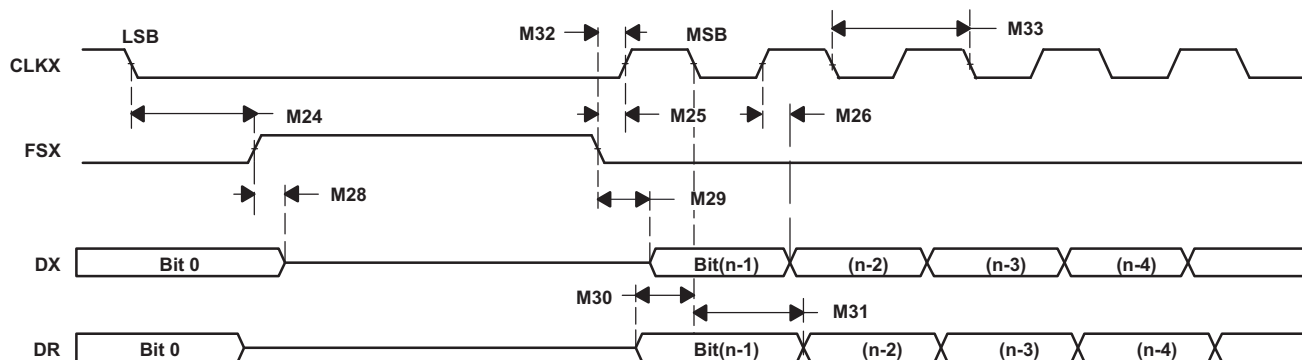 LSB M32 MSB M33
CLKX
M24 M25 M26
FSX
M28 M29
DX Bit 0 Bit(n-1) (n-2) (n-3) (n-4)
M30 M31
DR Bit 0 Bit(n-1) (n-2) (n-3) (n-4)